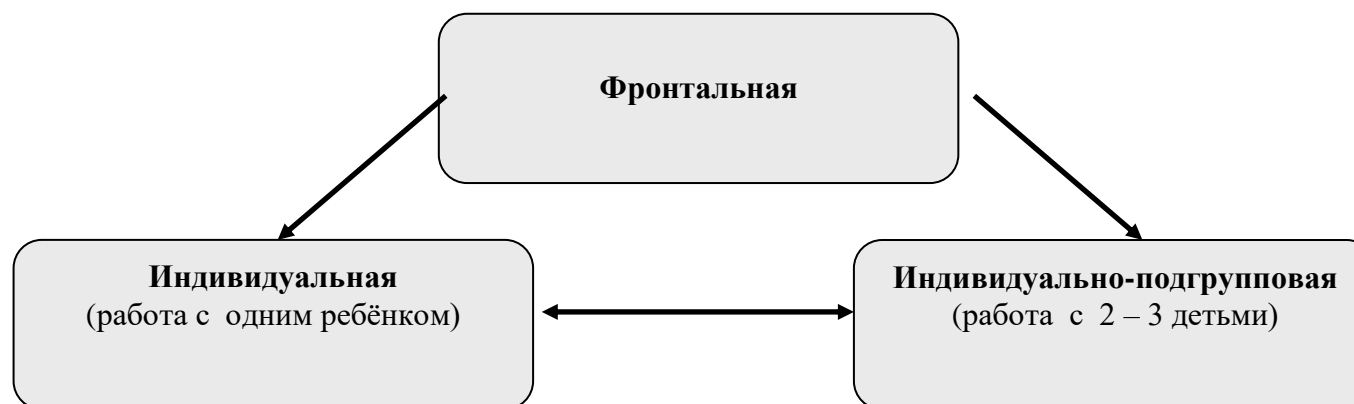 Фронтальная
Индивидуальная
(работа с одним ребёнком)
Индивидуально-подгрупповая
(работа с 2 – 3 детьми)